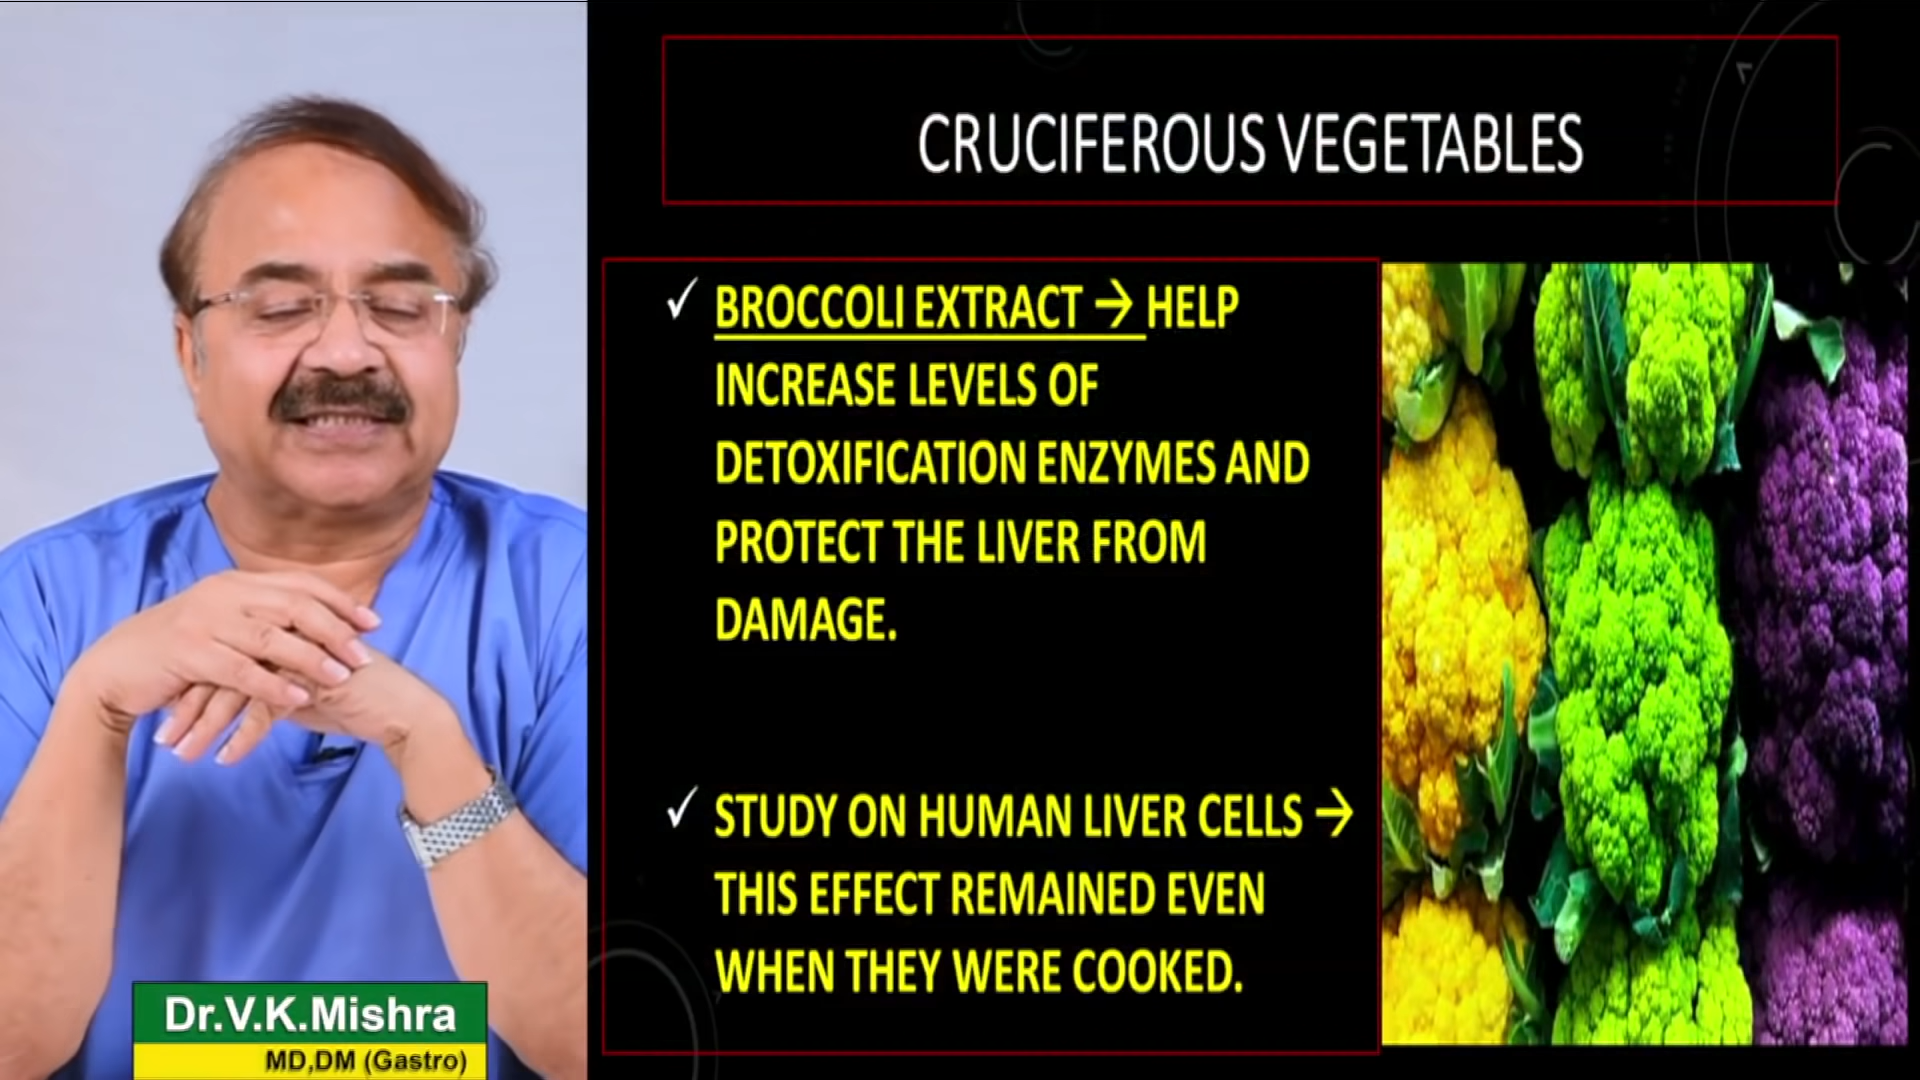 CRUCIFEROUS VEGETABLES
✓ BROCCOLI EXTRACT → HELP
INCREASE LEVELS OF
DETOXIFICATION ENZYMES AND
PROTECT THE LIVER FROM
DAMAGE.
✓ STUDY ON HUMAN LIVER CELLS →
THIS EFFECT REMAINED EVEN
WHEN THEY WERE COOKED.
Dr.V.K.Mishra
MD,DM (Gastro)